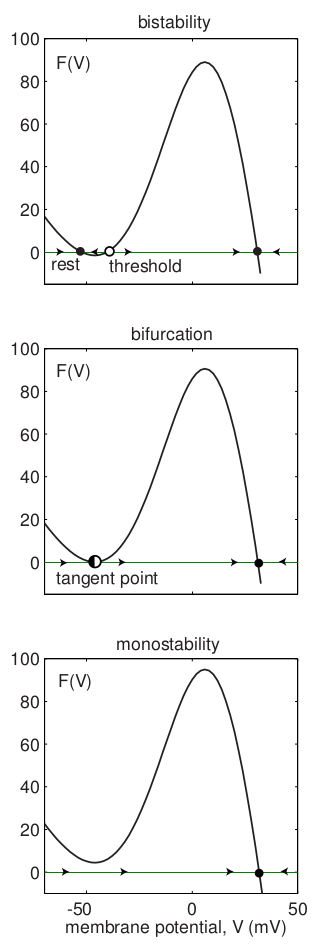 bistability
100
F(V)
80
60
40
20
0
rest threshold
bifurcation
100
F(V)
80
60
40
20
0
tangent point
monostability
100
F(V)
80
60
40
20
0
-50 0 50
membrane potential, V (mV)